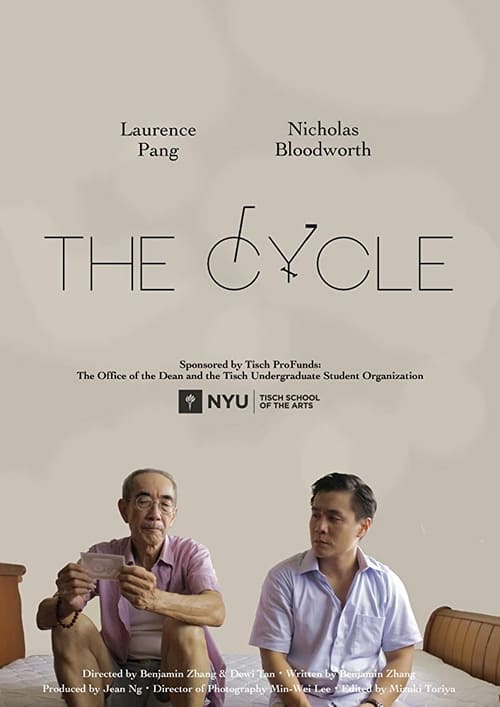 Laurence Pang
Nicholas Bloodworth
THE CYCLE
Sponsored by Tisch ProFunds:
The Office of the Dean and the Tisch Undergraduate Student Organization
NYU TISCH SCHOOL OF THE ARTS
Directed by Benjamin Zhang & Dewi Tan • Written by Benjamin Zhang
Produced by Jean Ng • Director of Photography Min-Wei Lee • Edited by Mizuki Toriya